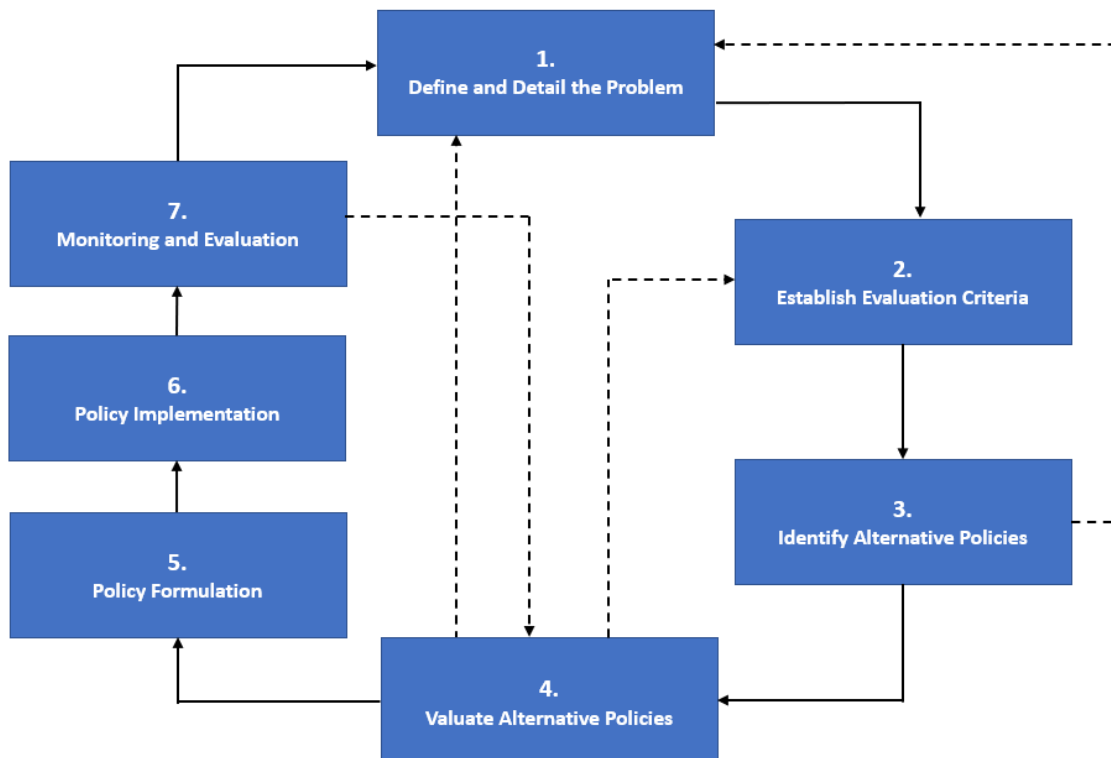 1.
Define and Detail the Problem
2.
Establish Evaluation Criteria
3.
Identify Alternative Policies
4.
Valuate Alternative Policies
5.
Policy Formulation
6.
Policy Implementation
7.
Monitoring and Evaluation